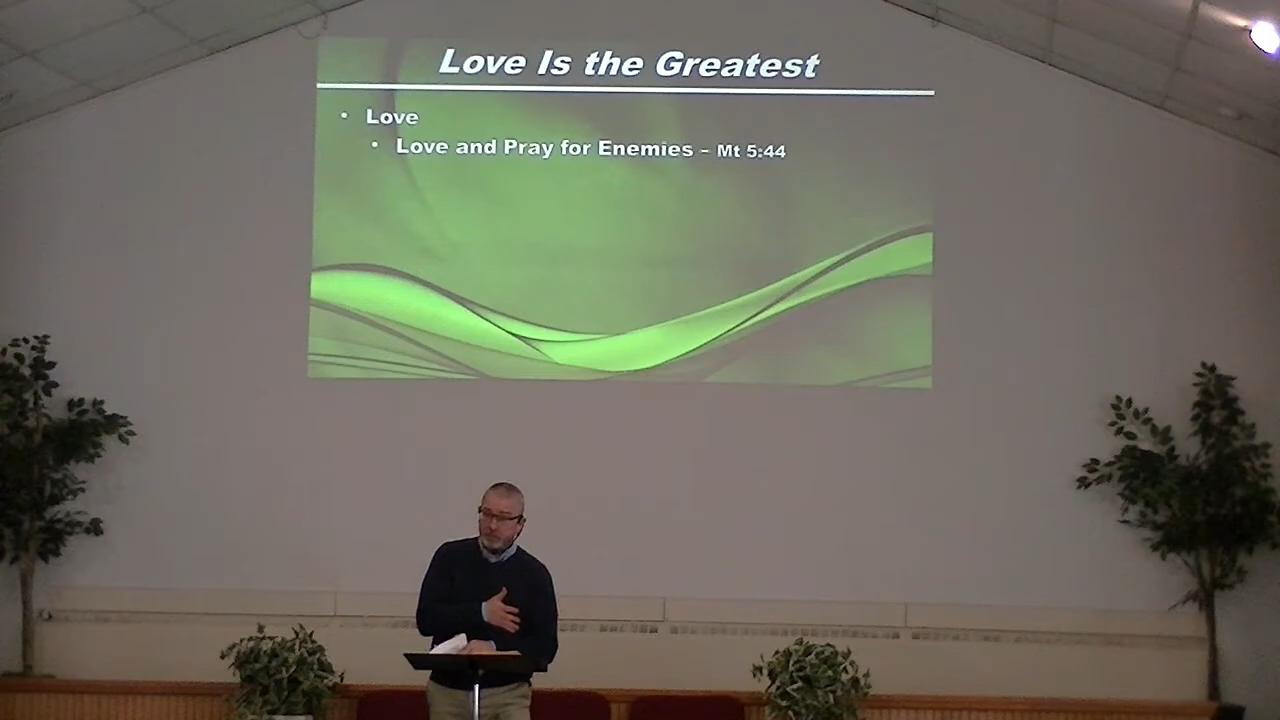 Love Is the Greatest
• Love
• Love and Pray for Enemies – Mt 5:44